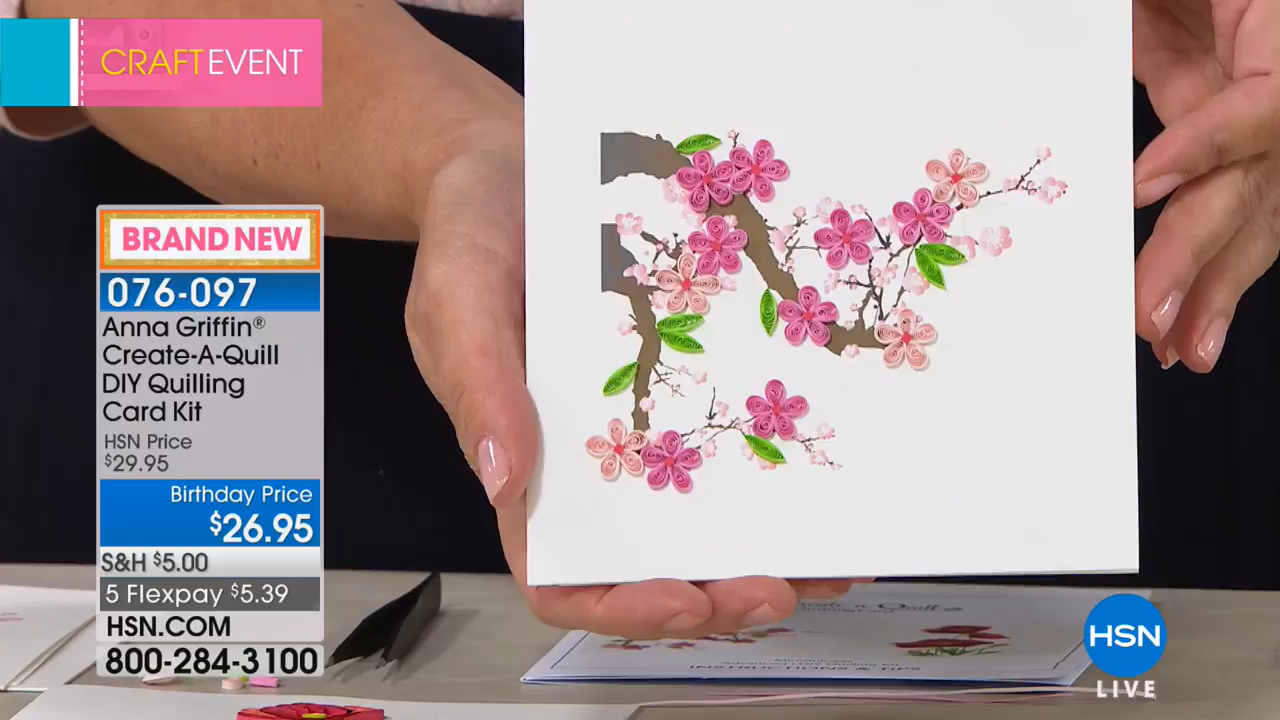 CRAFT EVENT
BRAND NEW
076-097
Anna Griffin®
Create-A-Quill
DIY Quilling
Card Kit
HSN Price
$29.95
Birthday Price
$26.95
S&H $5.00
5 Flexpay $5.39
HSN.COM
800-284-3100
a Quill
INSTRUCTIONS & TIPS
HSN
LIVE